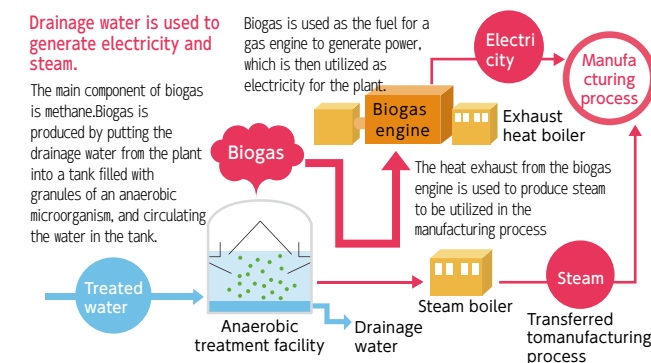 Drainage water is used to
generate electricity and
steam.
The main component of biogas
is methane.Biogas is
produced by putting the
drainage water from the plant
into a tank filled with
granules of an anaerobic
microorganism, and circulating
the water in the tank.
Biogas is used as the fuel for a
gas engine to generate power,
which is then utilized as
electricity for the plant.
Electri
city
Manufa
cturing
process
Biogas
engine
Exhaust
heat boiler
Biogas
The heat exhaust from the biogas
engine is used to produce steam
to be utilized in the
manufacturing process
Treated
water
Anaerobic
treatment facility
Drainage
water
Steam boiler
Steam
Transferred
tomanufacturing
process